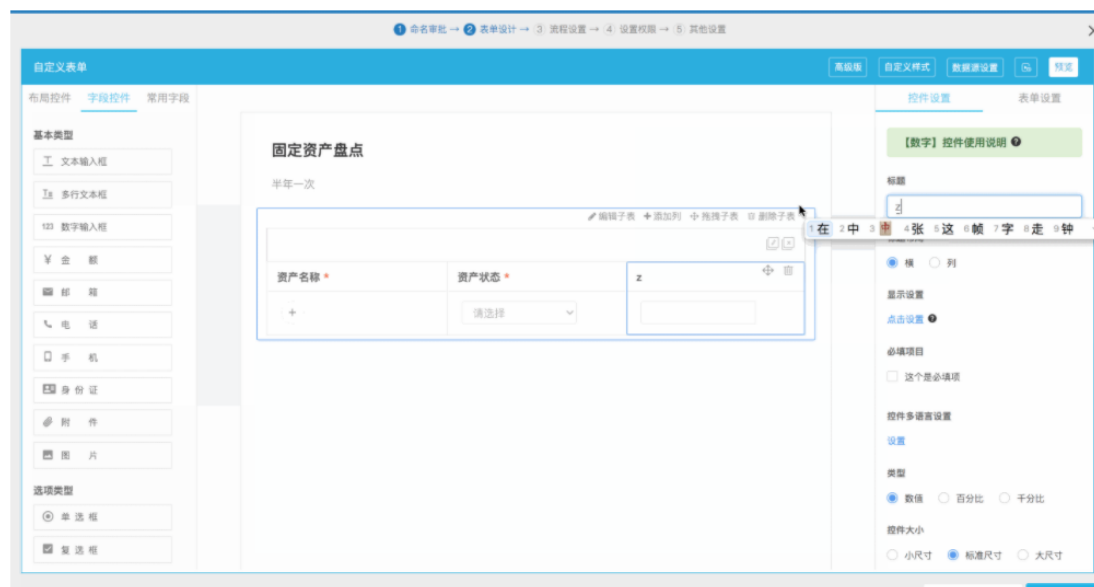 1 命名审批 → 2 表单设计 → 3 流程设置 → 4 设置权限 → 5 其他设置
自定义表单
高级版 自定义样式 数据源设置 预览
布局控件 字段控件 常用字段
控件设置 表单设置
基本类型
文本输入框
多行文本框
123 数字输入框
¥ 金 额
邮 箱
电 话
手 机
身 份 证
附 件
图 片
选项类型
单 选 框
复 选 框
固定资产盘点
半年一次
编辑子表 +添加列 拖拽子表 删除子表
资产名称 * 资产状态 * z
+ 请选择
【数字】控件使用说明 ?
标题
z
1在 2中 3🀄 4张 5这 6帧 7字 8走 9钟
横 列
显示设置
点击设置 ?
必填项目
这个是必填项
控件多语言设置
设置
类型
数值 百分比 千分比
控件大小
小尺寸 标准尺寸 大尺寸